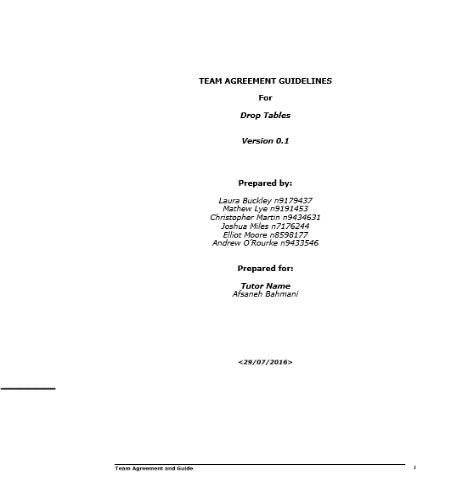 TEAM AGREEMENT GUIDELINES
For
Drop Tables
Version 0.1
Prepared by:
Laura Buckley n9179437
Mathew Lye n9191453
Christopher Martin n9434631
Joshua Miles n7176244
Elliot Moore n8598177
Andrew O'Rourke n9433546
Prepared for:
Tutor Name
Afsaneh Bahmani
<29/07/2016>
Team Agreement and Guide i